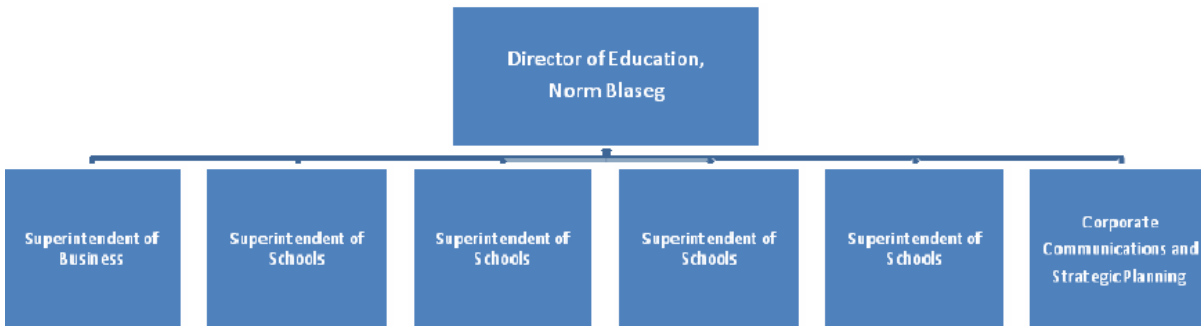 Director of Education,
Norm Blaseg
Superintendent of
Business
Superintendent of
Schools
Superintendent of
Schools
Superintendent of
Schools
Superintendent of
Schools
Corporate
Communications and
Strategic Planning